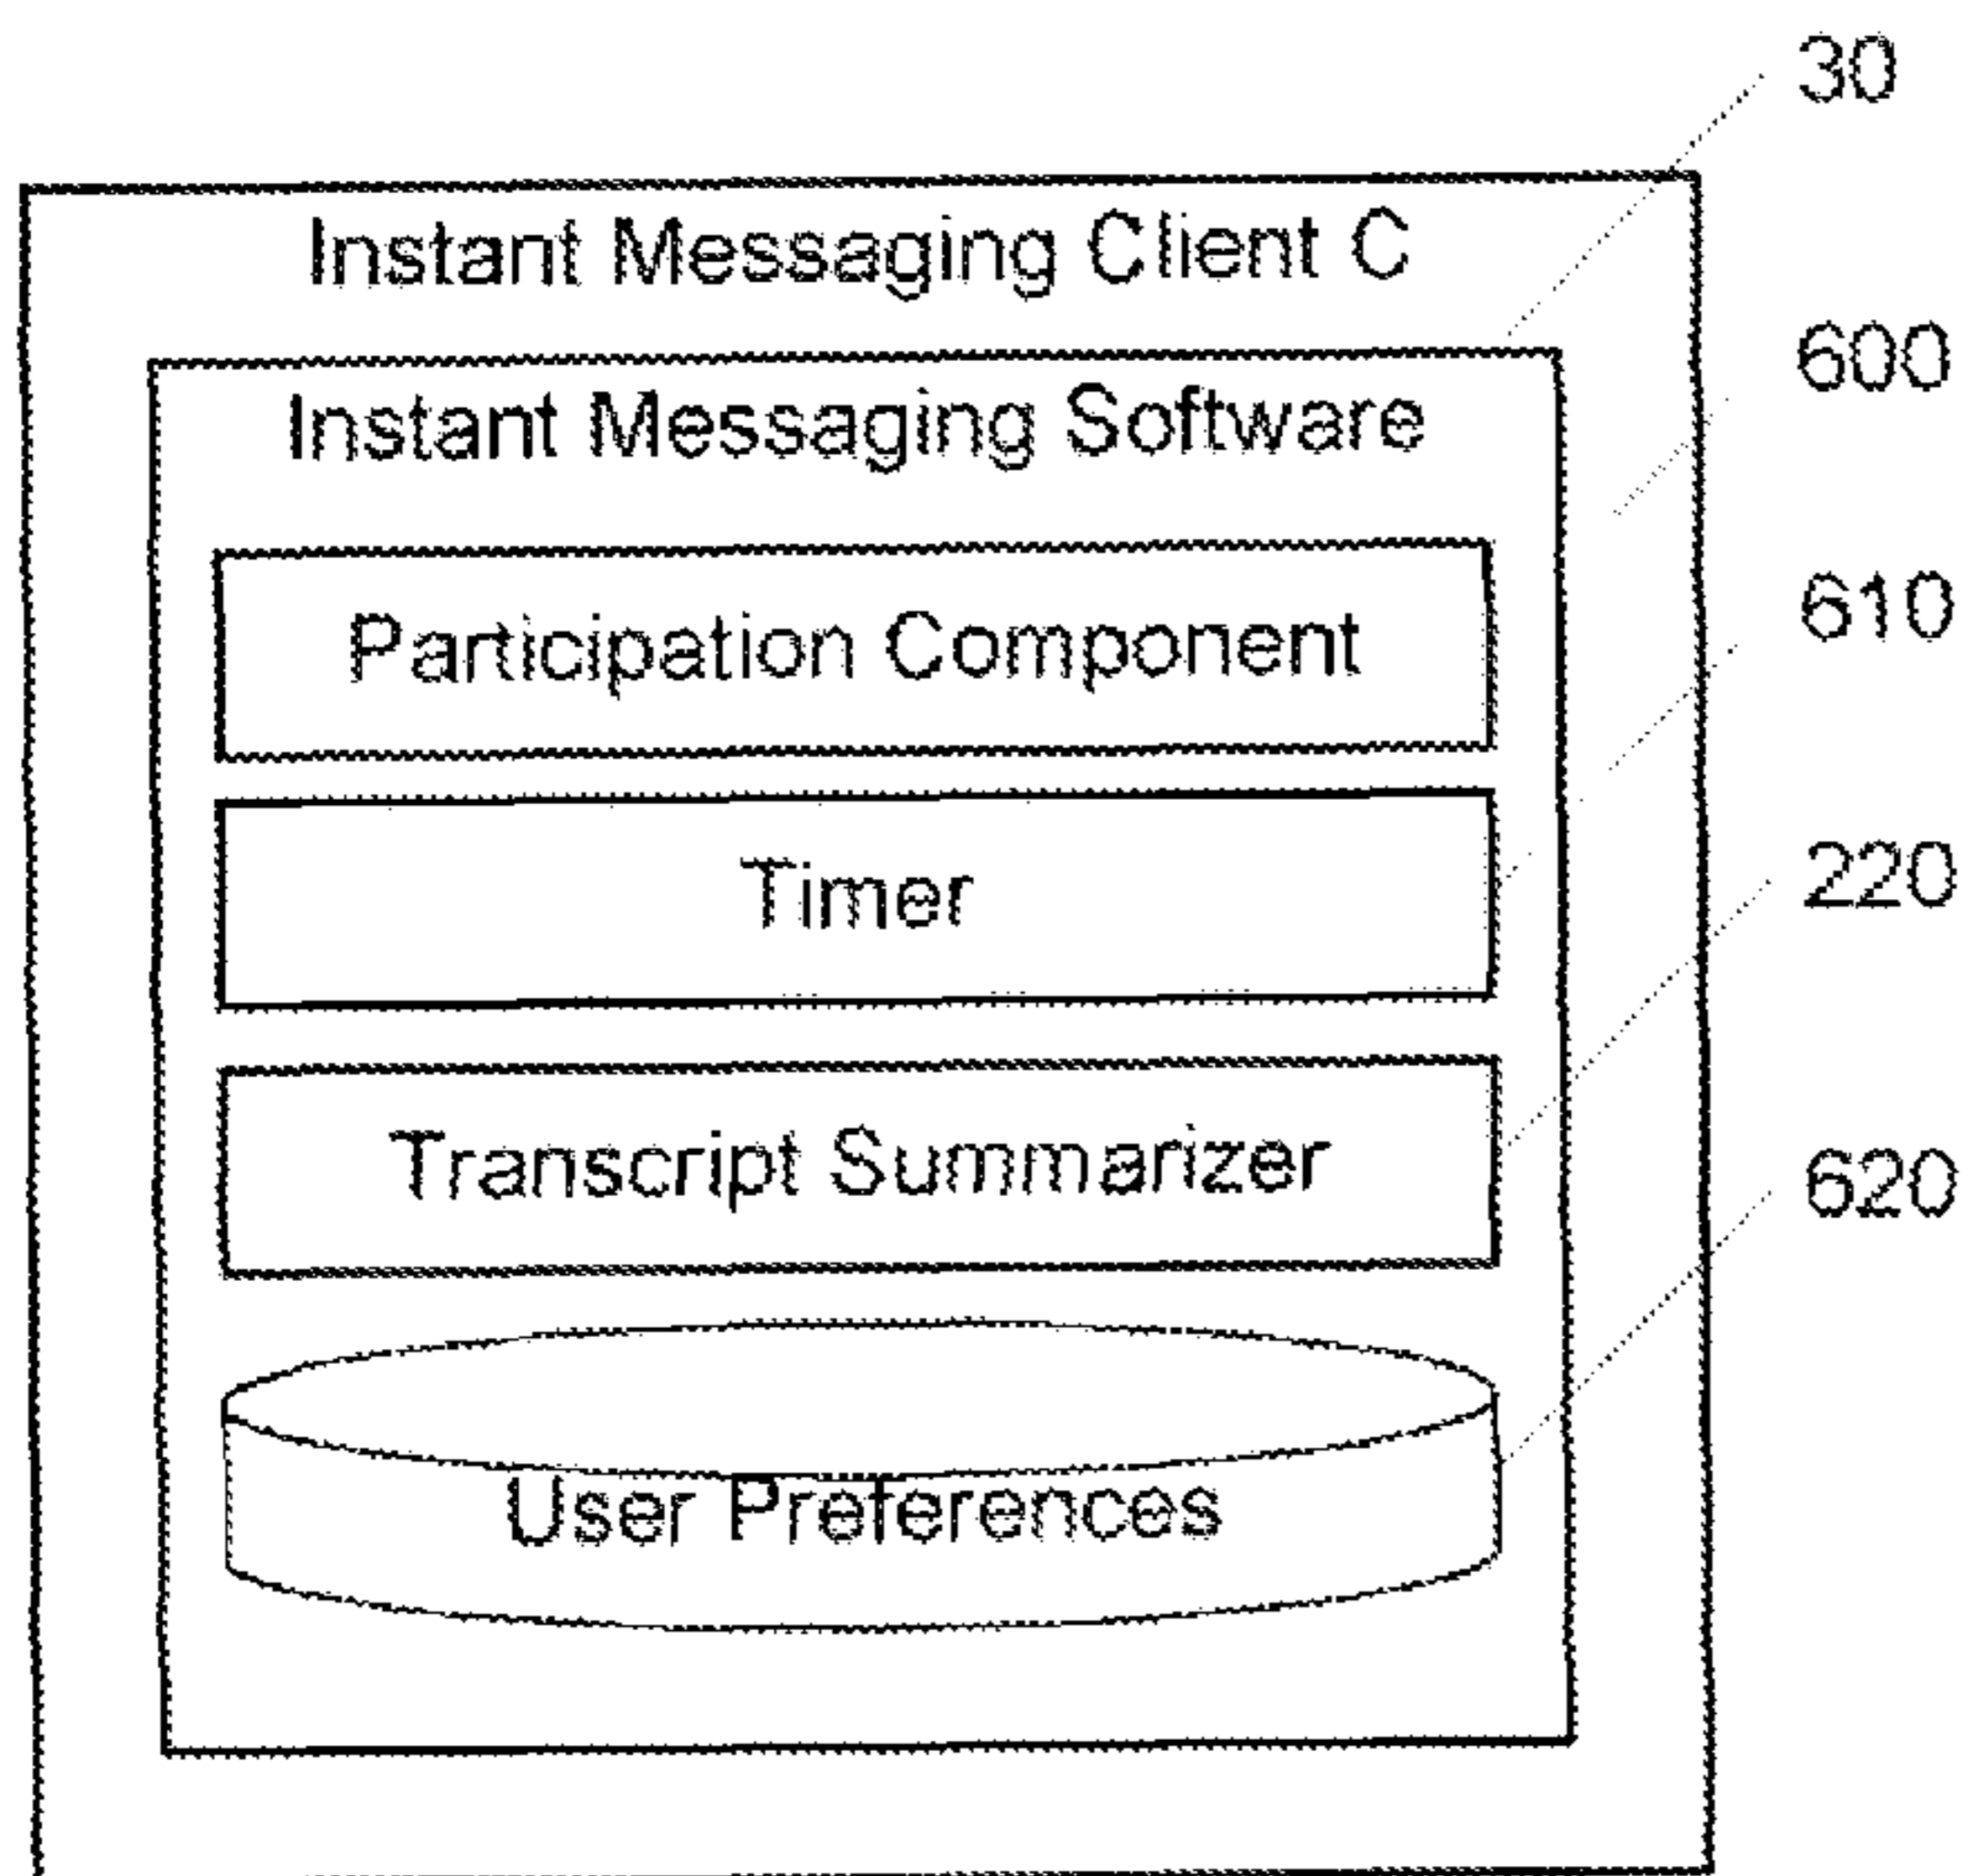 30
Instant Messaging Client C
600
Instant Messaging Software
610
Participation Component
220
Timer
620
Transcript Summarizer
User Preferences